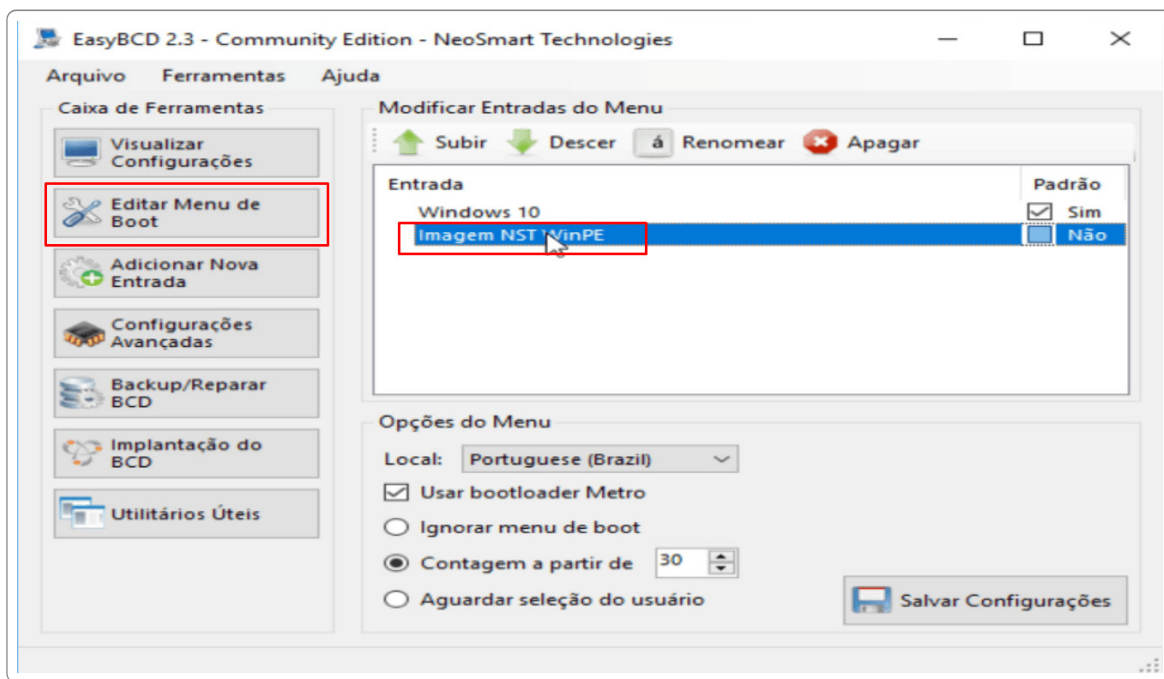 EasyBCD 2.3 - Community Edition - NeoSmart Technologies
Arquivo Ferramentas Ajuda
Caixa de Ferramentas
Visualizar
Configurações
Editar Menu de
Boot
Adicionar Nova
Entrada
Configurações
Avançadas
Backup/Reparar
BCD
Implantação do
BCD
Utilitários Úteis
Modificar Entradas do Menu
Subir Descer á Renomear Apagar
Entrada Padrão
Windows 10 Sim
Imagem NST WinPE Não
Opções do Menu
Local: Portuguese (Brazil)
Usar bootloader Metro
Ignorar menu de boot
Contagem a partir de 30
Aguardar seleção do usuário
Salvar Configurações